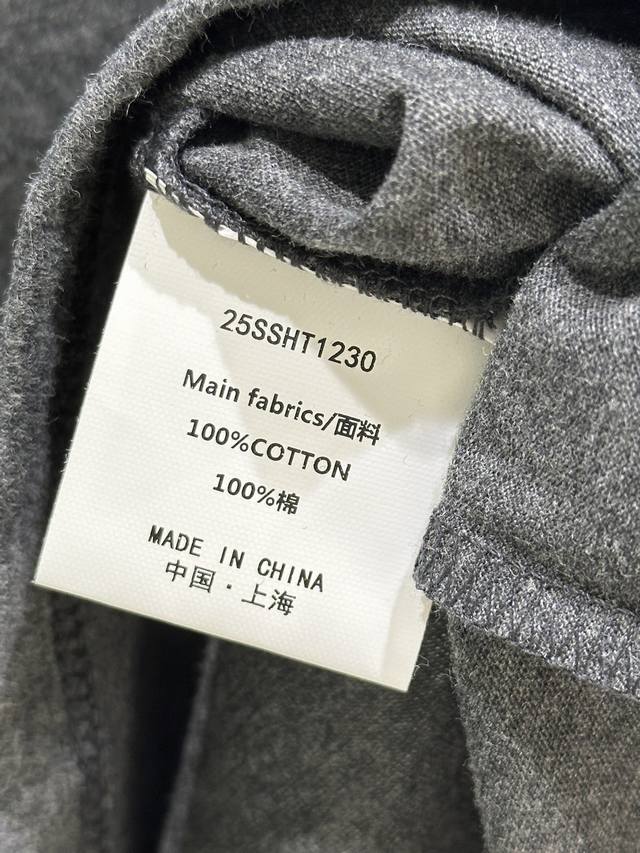 25SSHT1230
Main fabrics/面料
100%COTTON
100%棉
MADE IN CHINA
中国·上海